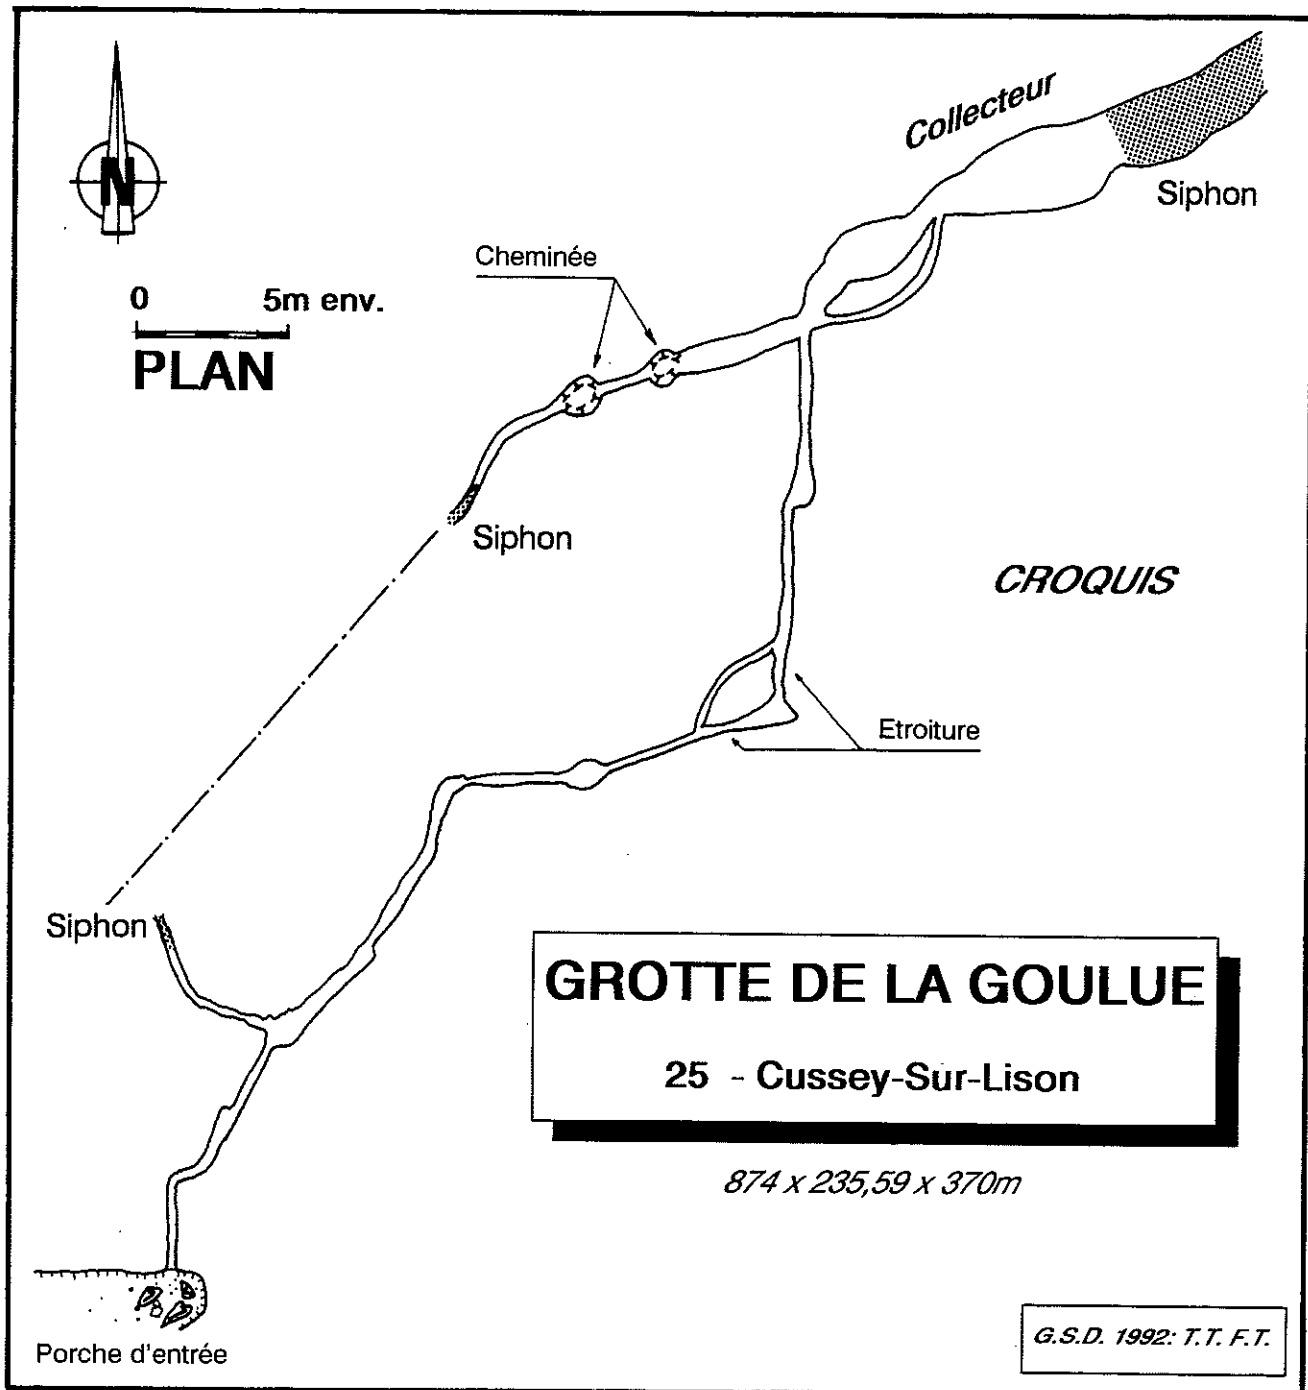 Collecteur
Siphon
N
Cheminée
0 5m env.
PLAN
Siphon
CROQUIS
Etroiture
Siphon
GROTTE DE LA GOULUE
25 - Cussey-Sur-Lison
874 x 235,59 x 370m
Porche d'entrée
G.S.D. 1992: T.T. F.T.